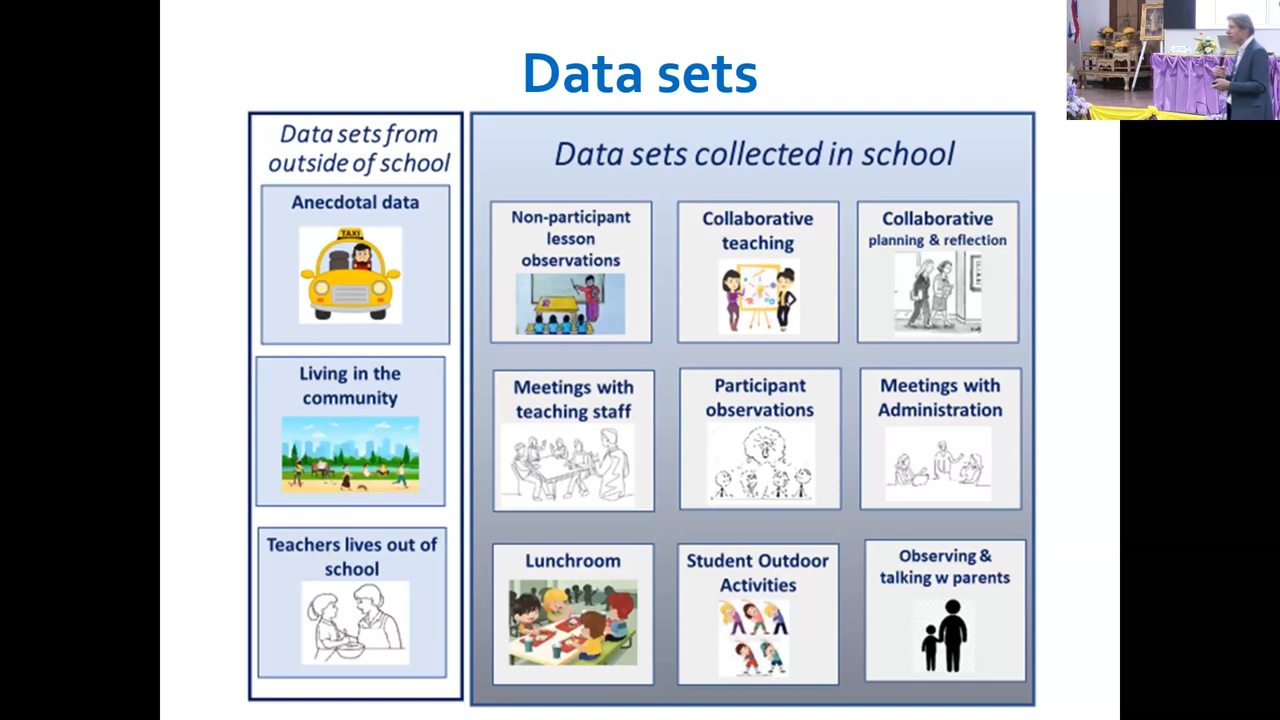 Data sets
Data sets from
outside of school
Anecdotal data
TAXI
Living in the
community
Teachers lives out of
school
Data sets collected in school
Non-participant
lesson
observations
Collaborative
teaching
Collaborative
planning & reflection
Meetings with
teaching staff
Participant
observations
Meetings with
Administration
Lunchroom
Student Outdoor
Activities
Observing &
talking w parents